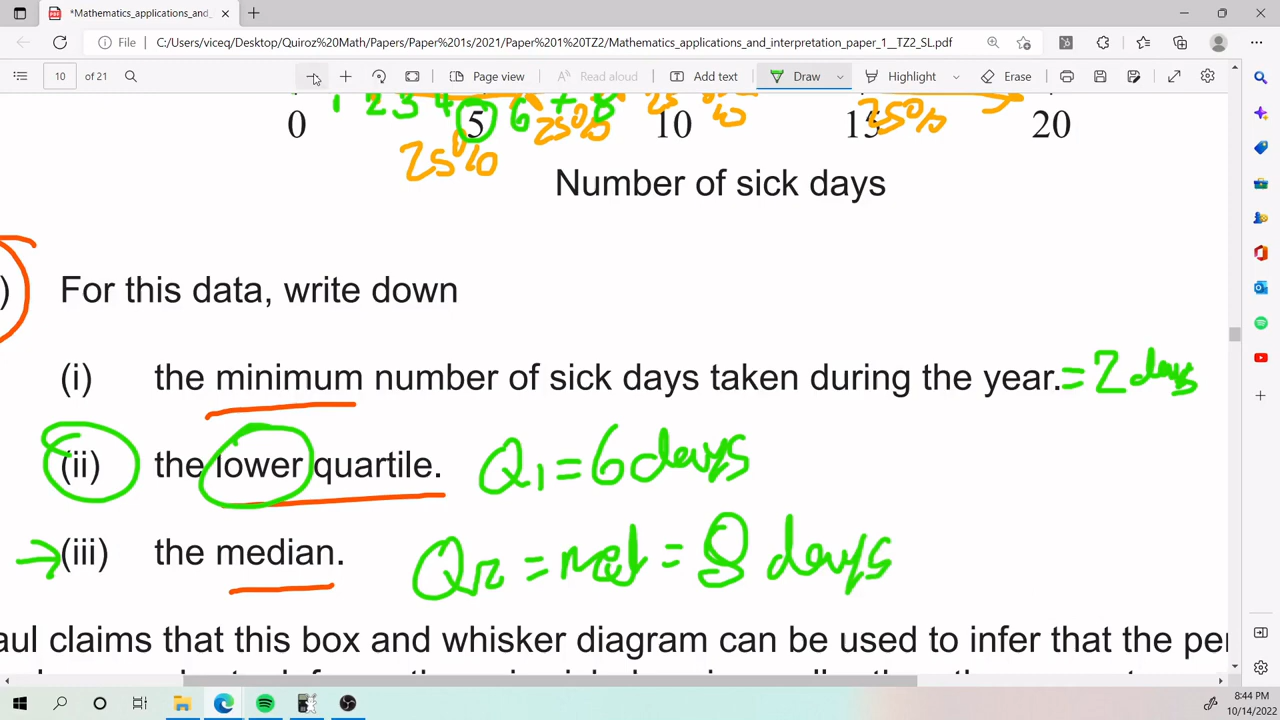 *Mathematics_applications_and_
File C:/Users/viceq/Desktop/Quiroz%20Math/Papers/Paper%201s/2021/Paper%201%20TZ2/Mathematics_applications_and_interpretation_paper_1__TZ2_SL.pdf
10 of 21 Page view Read aloud Add text Draw Highlight Erase
1 2 3 4 6 7 8
0 5 10 15 20
25% 25% 25%
Number of sick days
) For this data, write down
(i) the minimum number of sick days taken during the year. = 2 days
(ii) the lower quartile. Q1 = 6 days
(iii) the median. Q2 = med = 8 days
aul claims that this box and whisker diagram can be used to infer that the per
8:44 PM
10/14/2022